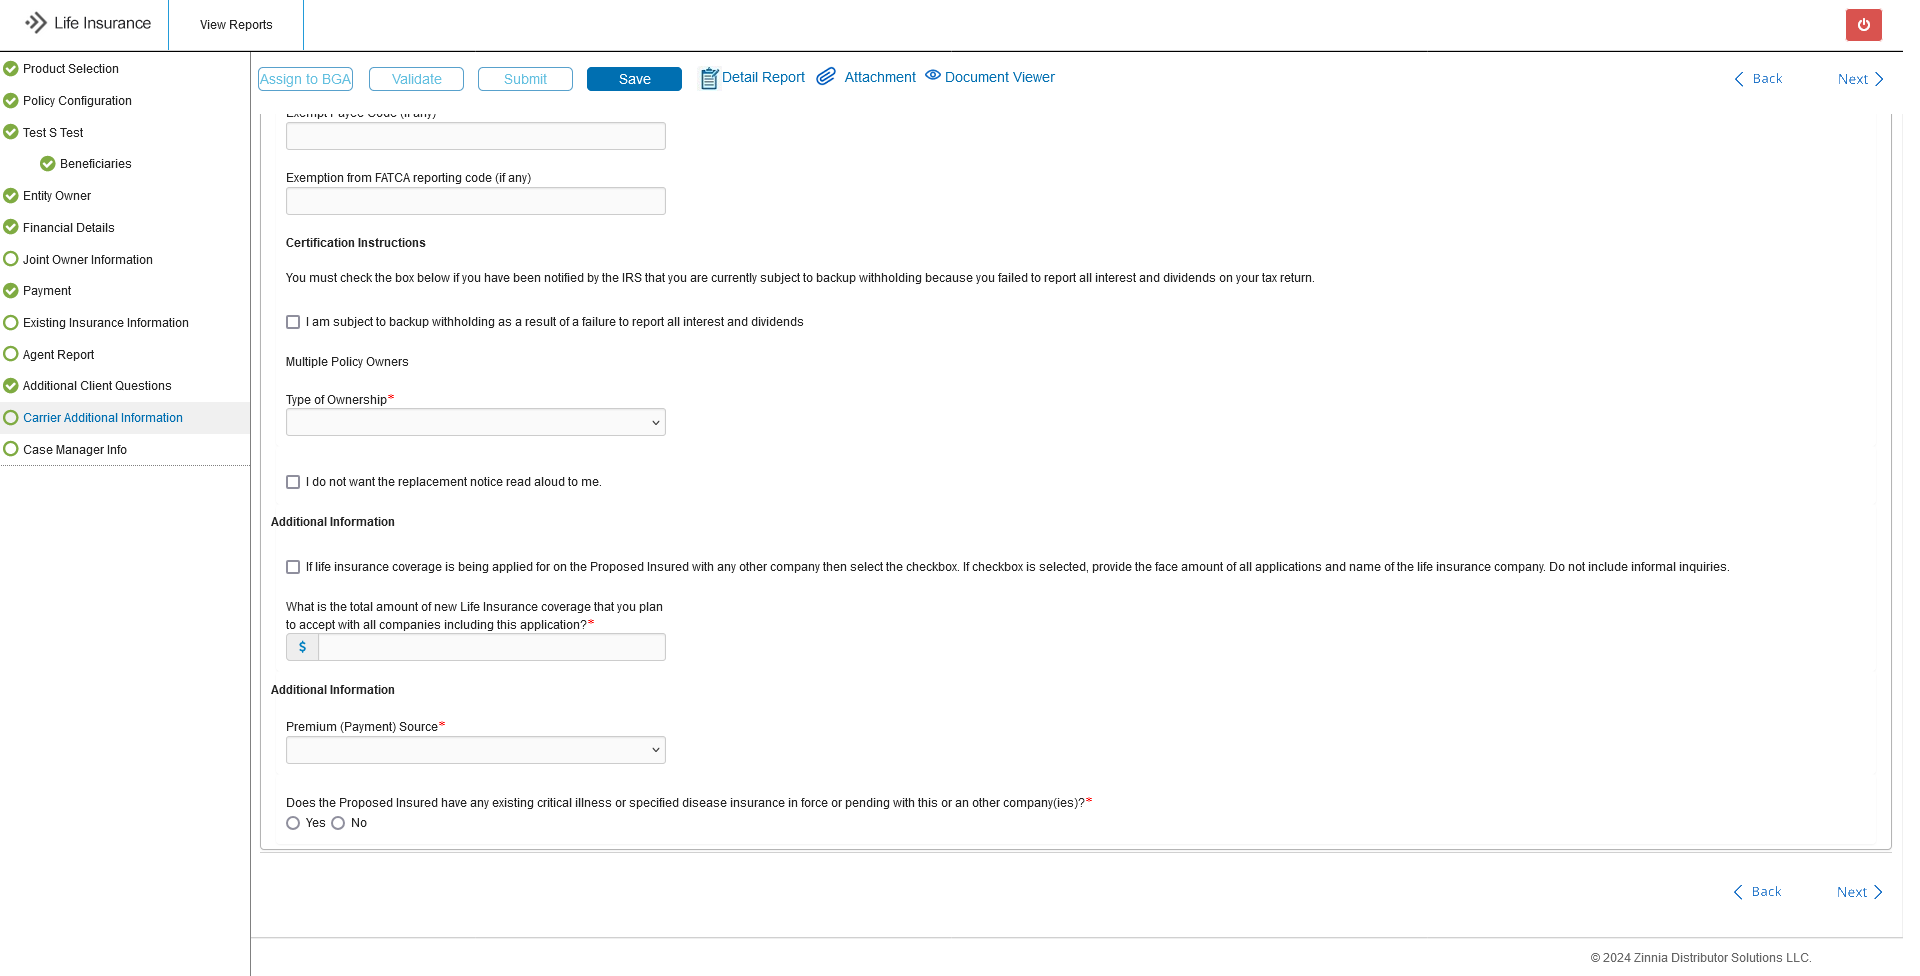 Life Insurance
View Reports
Product Selection
Policy Configuration
Test S Test
Beneficiaries
Entity Owner
Financial Details
Joint Owner Information
Payment
Existing Insurance Information
Agent Report
Additional Client Questions
Carrier Additional Information
Case Manager Info
Assign to BGA
Validate
Submit
Save
Detail Report
Attachment
Document Viewer
Back
Next
Exempt Payee Code (if any)
Exemption from FATCA reporting code (if any)
Certification Instructions
You must check the box below if you have been notified by the IRS that you are currently subject to backup withholding because you failed to report all interest and dividends on your tax return.
I am subject to backup withholding as a result of a failure to report all interest and dividends
Multiple Policy Owners
Type of Ownership*
I do not want the replacement notice read aloud to me.
Additional Information
If life insurance coverage is being applied for on the Proposed Insured with any other company then select the checkbox. If checkbox is selected, provide the face amount of all applications and name of the life insurance company. Do not include informal inquiries.
What is the total amount of new Life Insurance coverage that you plan
to accept with all companies including this application?*
$
Additional Information
Premium (Payment) Source*
Does the Proposed Insured have any existing critical illness or specified disease insurance in force or pending with this or an other company(ies)?*
Yes No
Back
Next
© 2024 Zinnia Distributor Solutions LLC.